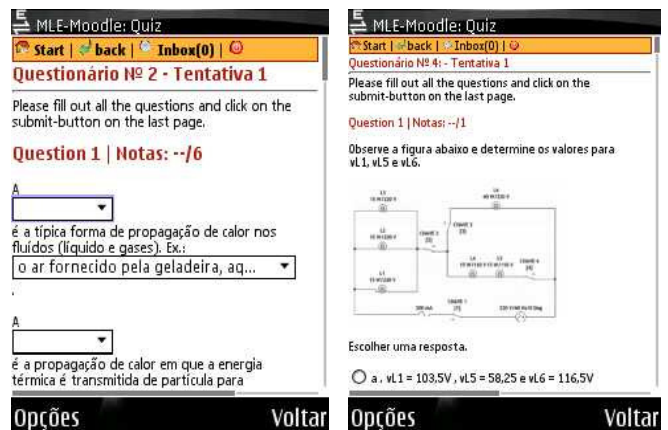 MLE-Moodle: Quiz
Start | back | Inbox(0) |
Questionário Nº 2 - Tentativa 1
Please fill out all the questions and click on the
submit-button on the last page.
Question 1 | Notas: --/6
A
é a típica forma de propagação de calor nos
fluídos (líquido e gases). Ex.:
o ar fornecido pela geladeira, aq...
.
A
é a propagação de calor em que a energia
térmica é transmitida de partícula para
Opções Voltar
MLE-Moodle: Quiz
Start | back | Inbox(0) |
Questionário Nº 4: - Tentativa 1
Please fill out all the questions and click on the
submit-button on the last page.
Question 1 | Notas: --/1
Observe a figura abaixo e determine os valores para
vL1, vL5 e vL6.
Escolher uma resposta.
a . vL1 = 103,5V , vL5 = 58,25 e vL6 = 116,5V
Opções Voltar